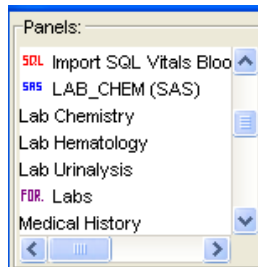 Panels:
SQL Import SQL Vitals Bloo
SAS LAB_CHEM (SAS)
Lab Chemistry
Lab Hematology
Lab Urinalysis
FOR. Labs
Medical History